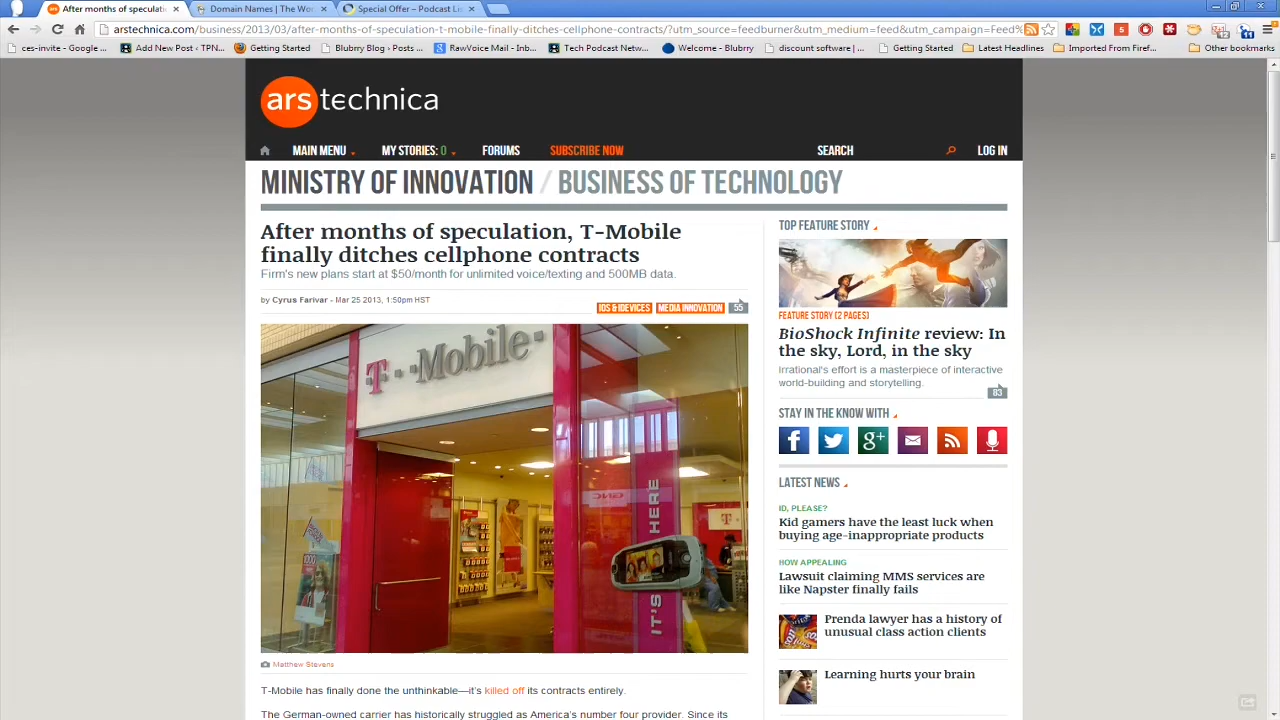 After months of speculati
Domain Names | The Wor
Special Offer – Podcast Li
arstechnica.com/business/2013/03/after-months-of-speculation-t-mobile-finally-ditches-cellphone-contracts/?utm_source=feedburner&utm_medium=feed&utm_campaign=Feed%
ces-invite - Google ...
Add New Post ‹ TPN...
Getting Started
Blubrry Blog › Posts ...
RawVoice Mail - Inb...
Tech Podcast Netw...
Welcome – Blubrry
discount software | ...
Getting Started
Latest Headlines
Imported From Firef...
Other bookmarks
ars technica
MAIN MENU
MY STORIES: 0
FORUMS
SUBSCRIBE NOW
SEARCH
LOG IN
MINISTRY OF INNOVATION / BUSINESS OF TECHNOLOGY
After months of speculation, T-Mobile
finally ditches cellphone contracts
Firm's new plans start at $50/month for unlimited voice/texting and 500MB data.
by Cyrus Farivar - Mar 25 2013, 1:50pm HST
IOS & IDEVICES
MEDIA INNOVATION
55
T··Mobile·
GNC
IT'S HERE
Matthew Stevens
T-Mobile has finally done the unthinkable—it's killed off its contracts entirely.
The German-owned carrier has historically struggled as America's number four provider. Since its
TOP FEATURE STORY
FEATURE STORY (2 PAGES)
BioShock Infinite review: In
the sky, Lord, in the sky
Irrational's effort is a masterpiece of interactive
world-building and storytelling.
83
STAY IN THE KNOW WITH
LATEST NEWS
ID, PLEASE?
Kid gamers have the least luck when
buying age-inappropriate products
HOW APPEALING
Lawsuit claiming MMS services are
like Napster finally fails
Prenda lawyer has a history of
unusual class action clients
Learning hurts your brain